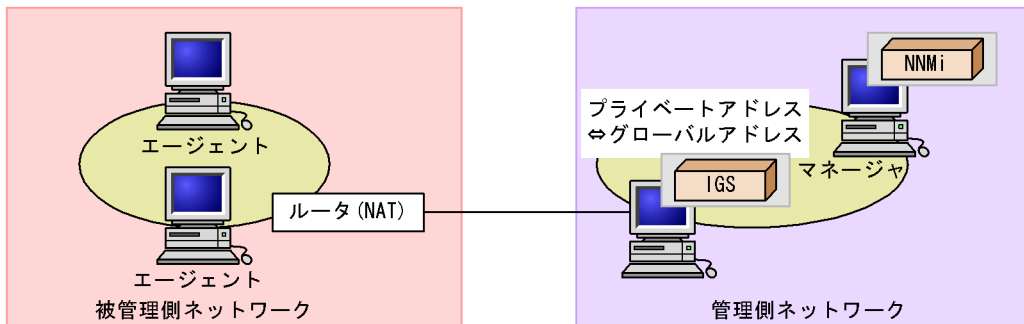 エージェント
ルータ(NAT)
エージェント
被管理側ネットワーク
NNMi
プライベートアドレス
⇔グローバルアドレス
マネージャ
IGS
管理側ネットワーク